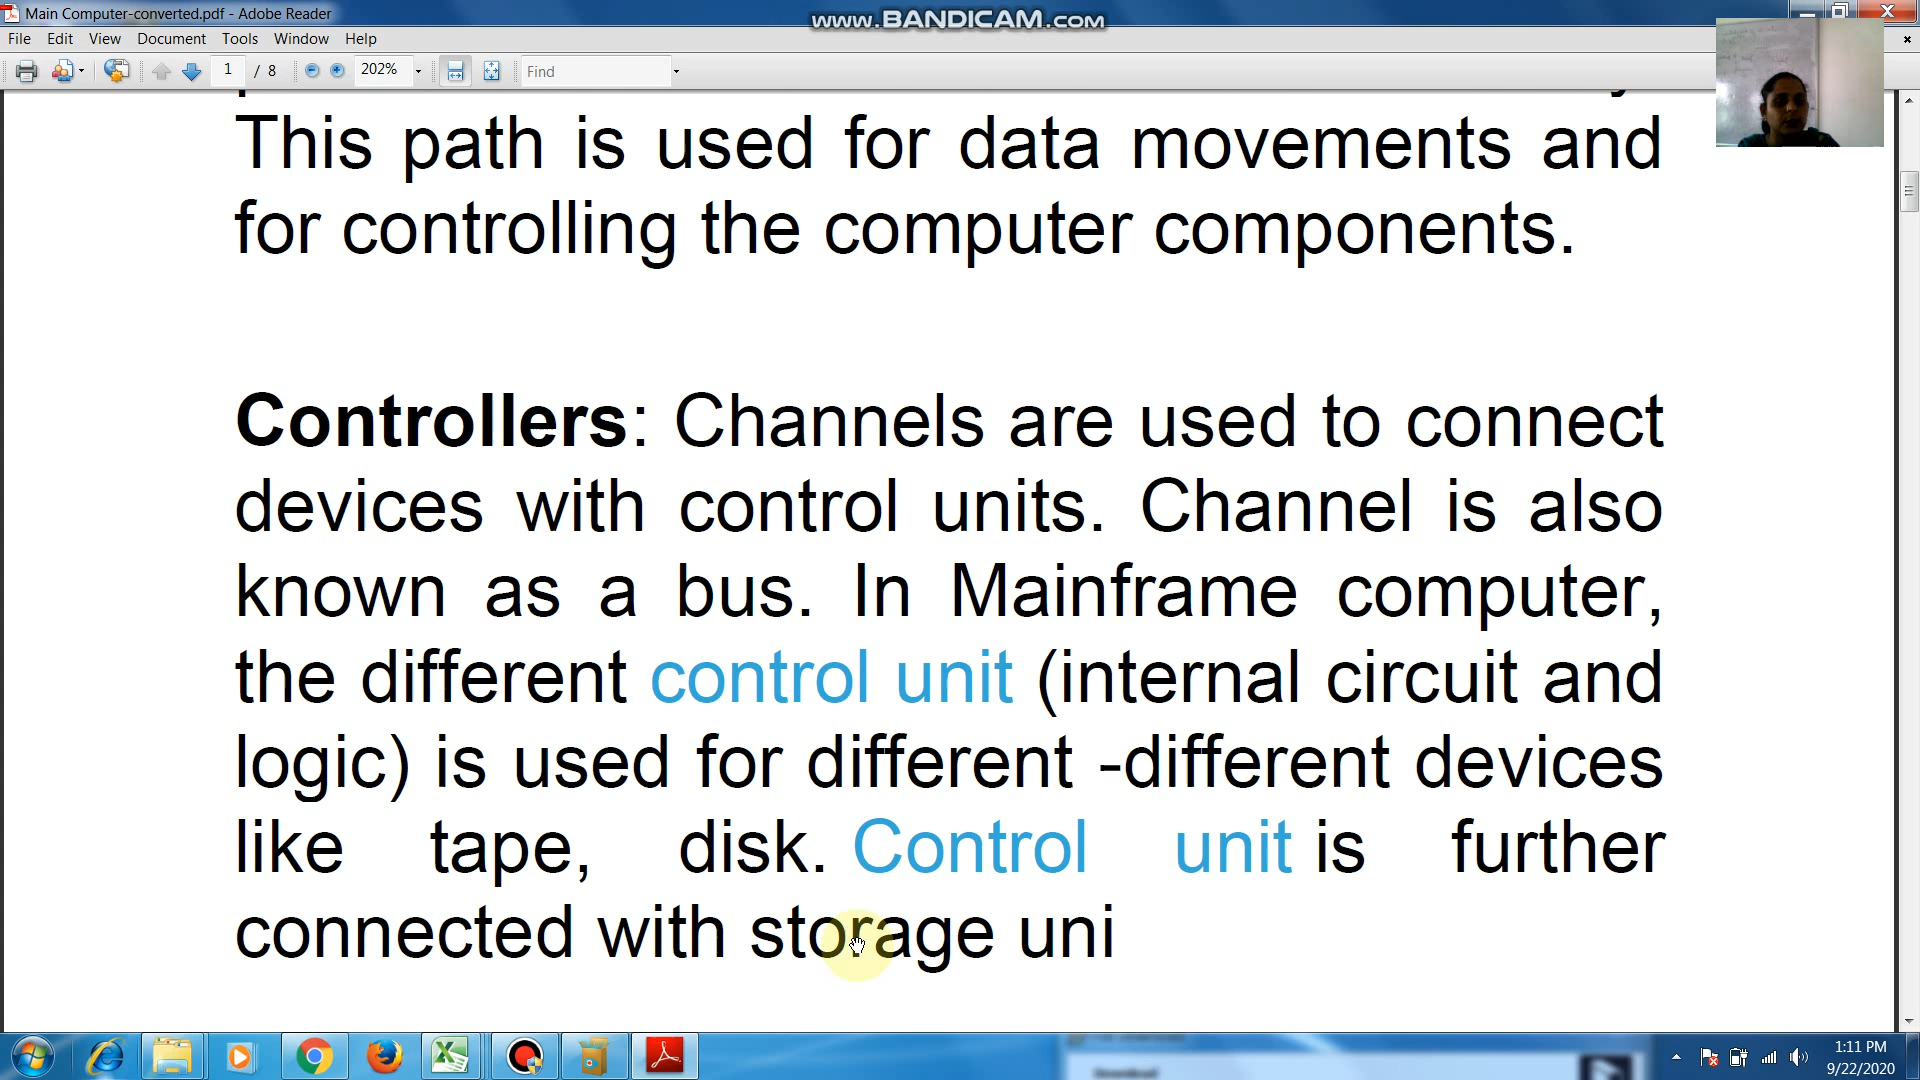 Main Computer-converted.pdf - Adobe Reader
www.BANDICAM.com
File Edit View Document Tools Window Help
1 / 8 202% Find
This path is used for data movements and
for controlling the computer components.
Controllers: Channels are used to connect
devices with control units. Channel is also
known as a bus. In Mainframe computer,
the different control unit (internal circuit and
logic) is used for different -different devices
like tape, disk. Control unit is further
connected with storage uni
1:11 PM
9/22/2020